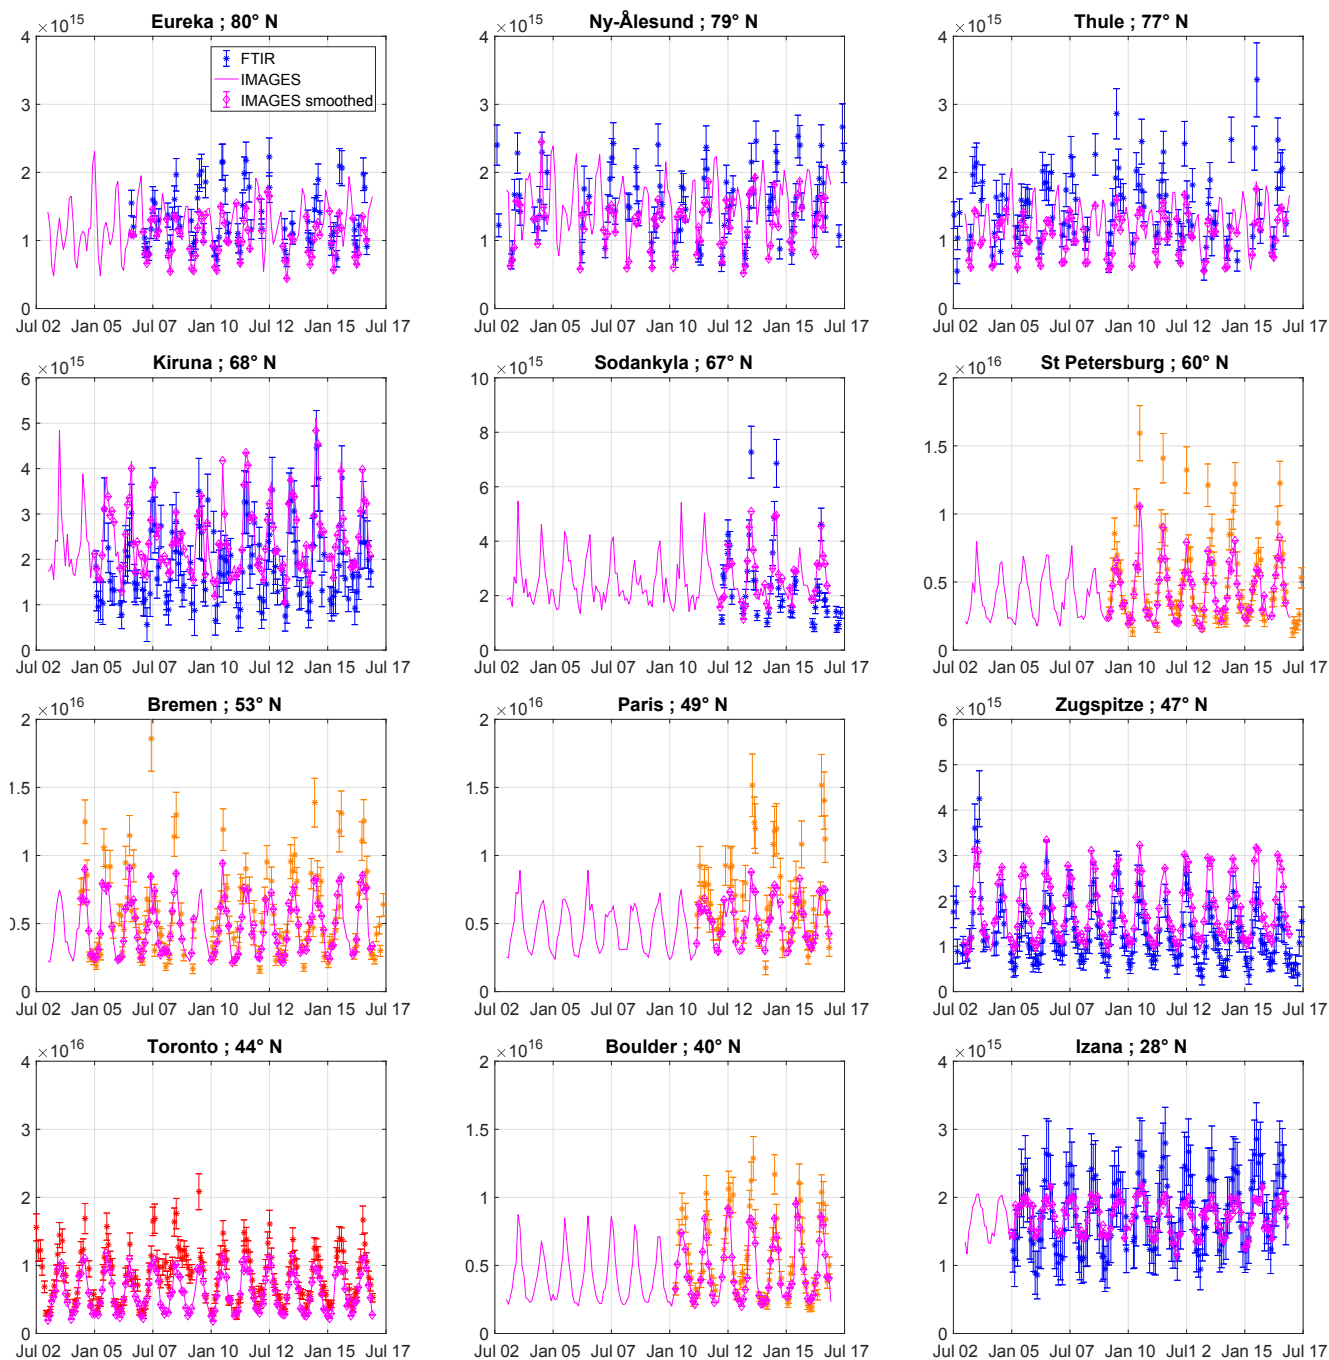 Eureka ; 80° N
×10^15
4
3
2
1
0
Jul 02 Jan 05 Jul 07 Jan 10 Jul 12 Jan 15 Jul 17
FTIR
IMAGES
IMAGES smoothed
Ny-Ålesund ; 79° N
×10^15
4
3
2
1
0
Jul 02 Jan 05 Jul 07 Jan 10 Jul 12 Jan 15 Jul 17
Thule ; 77° N
×10^15
4
3
2
1
0
Jul 02 Jan 05 Jul 07 Jan 10 Jul 12 Jan 15 Jul 17
Kiruna ; 68° N
×10^15
6
5
4
3
2
1
0
Jul 02 Jan 05 Jul 07 Jan 10 Jul 12 Jan 15 Jul 17
Sodankyla ; 67° N
×10^15
10
8
6
4
2
0
Jul 02 Jan 05 Jul 07 Jan 10 Jul 12 Jan 15 Jul 17
St Petersburg ; 60° N
×10^16
2
1.5
1
0.5
0
Jul 02 Jan 05 Jul 07 Jan 10 Jul 12 Jan 15 Jul 17
Bremen ; 53° N
×10^16
2
1.5
1
0.5
0
Jul 02 Jan 05 Jul 07 Jan 10 Jul 12 Jan 15 Jul 17
Paris ; 49° N
×10^16
2
1.5
1
0.5
0
Jul 02 Jan 05 Jul 07 Jan 10 Jul 12 Jan 15 Jul 17
Zugspitze ; 47° N
×10^15
6
5
4
3
2
1
0
Jul 02 Jan 05 Jul 07 Jan 10 Jul 12 Jan 15 Jul 17
Toronto ; 44° N
×10^16
4
3
2
1
0
Jul 02 Jan 05 Jul 07 Jan 10 Jul 12 Jan 15 Jul 17
Boulder ; 40° N
×10^16
2
1.5
1
0.5
0
Jul 02 Jan 05 Jul 07 Jan 10 Jul 12 Jan 15 Jul 17
Izana ; 28° N
×10^15
4
3
2
1
0
Jul 02 Jan 05 Jul 07 Jan 10 Jul 12 Jan 15 Jul 17